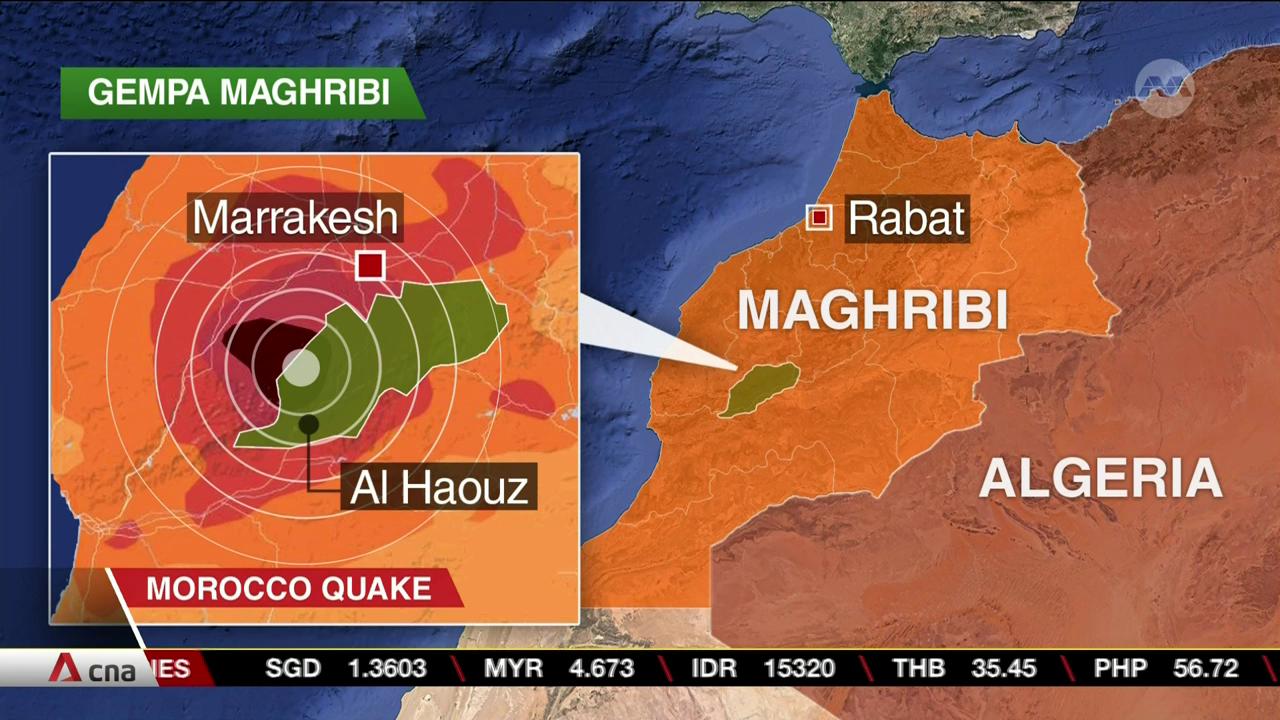 GEMPA MAGHRIBI
Marrakesh
Rabat
MAGHRIBI
ALGERIA
Al Haouz
MOROCCO QUAKE
cna IES SGD 1.3603 MYR 4.673 IDR 15320 THB 35.45 PHP 56.72